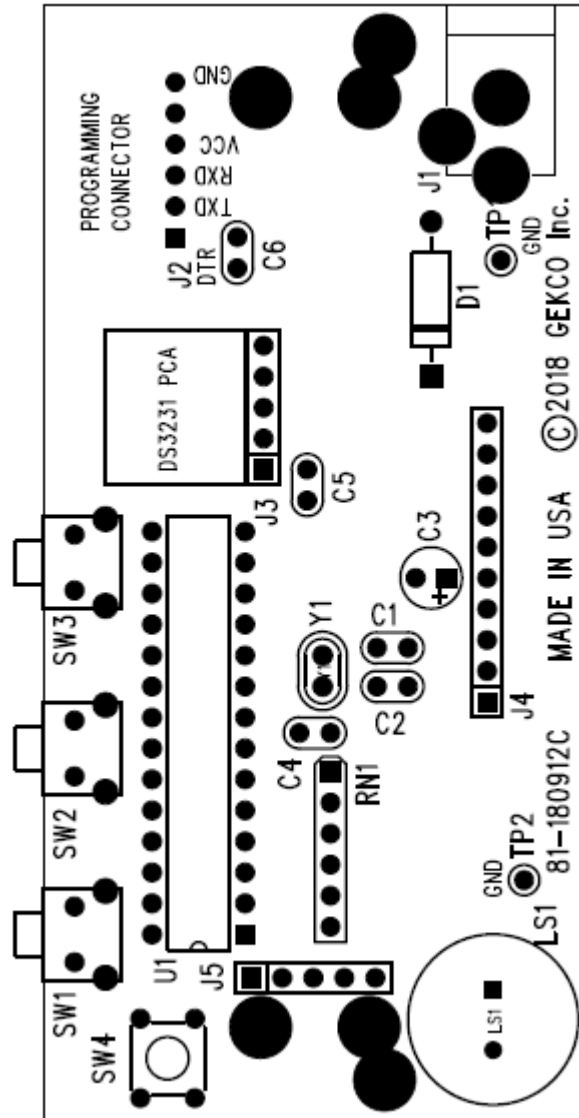 PROGRAMMING
CONNECTOR
GND
VCC
RXD
TXD
J2
DTR
C6
J1
TP1
GND
D1
DS3231 PCA
J3
C5
SW3
SW2
SW1
SW4
U1
J5
Y1
C3
+
C1
C2
C4
RN1
J4
GND
TP2
LS1
LS1
81-180912C MADE IN USA ©2018 GEKCO Inc.